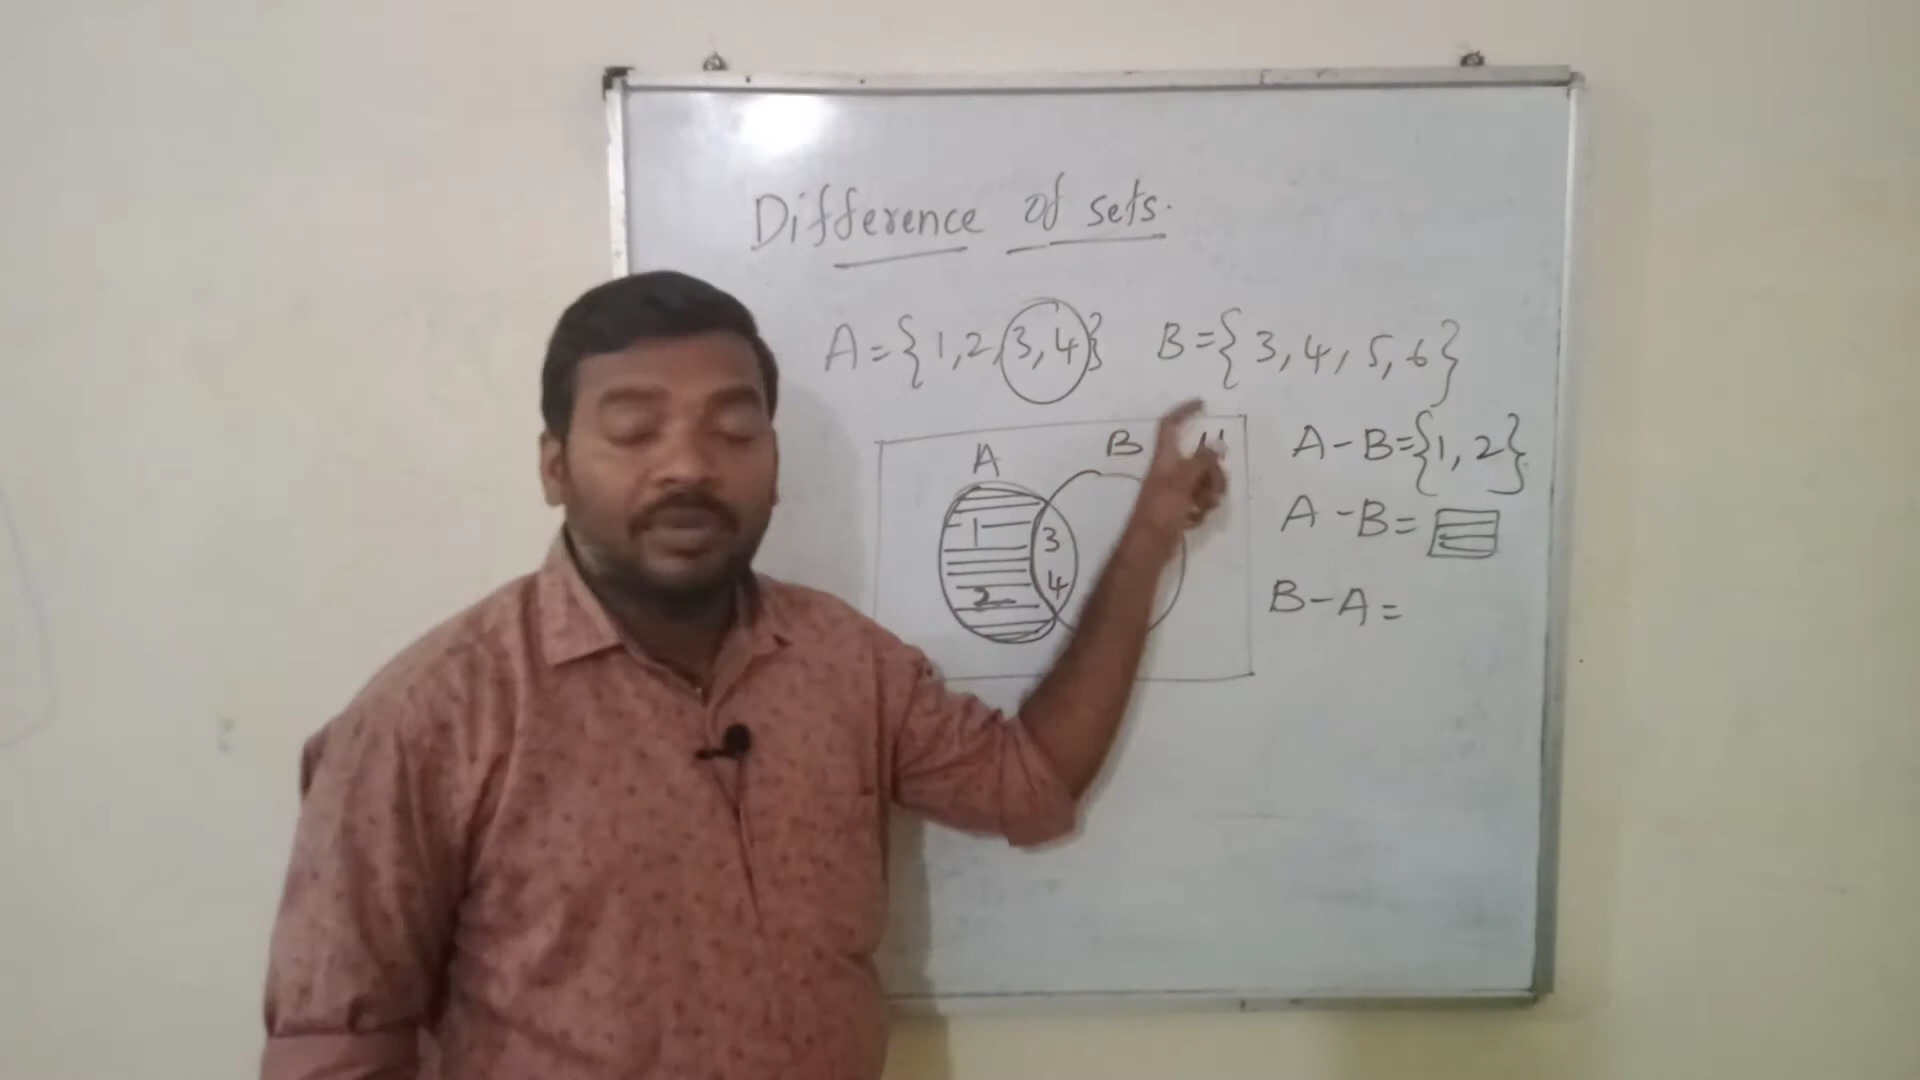 Difference of sets.
A = {1, 2, 3, 4} B = {3, 4, 5, 6}
A B μ
A - B = {1, 2}
1 3
A - B =
2 4
B - A =